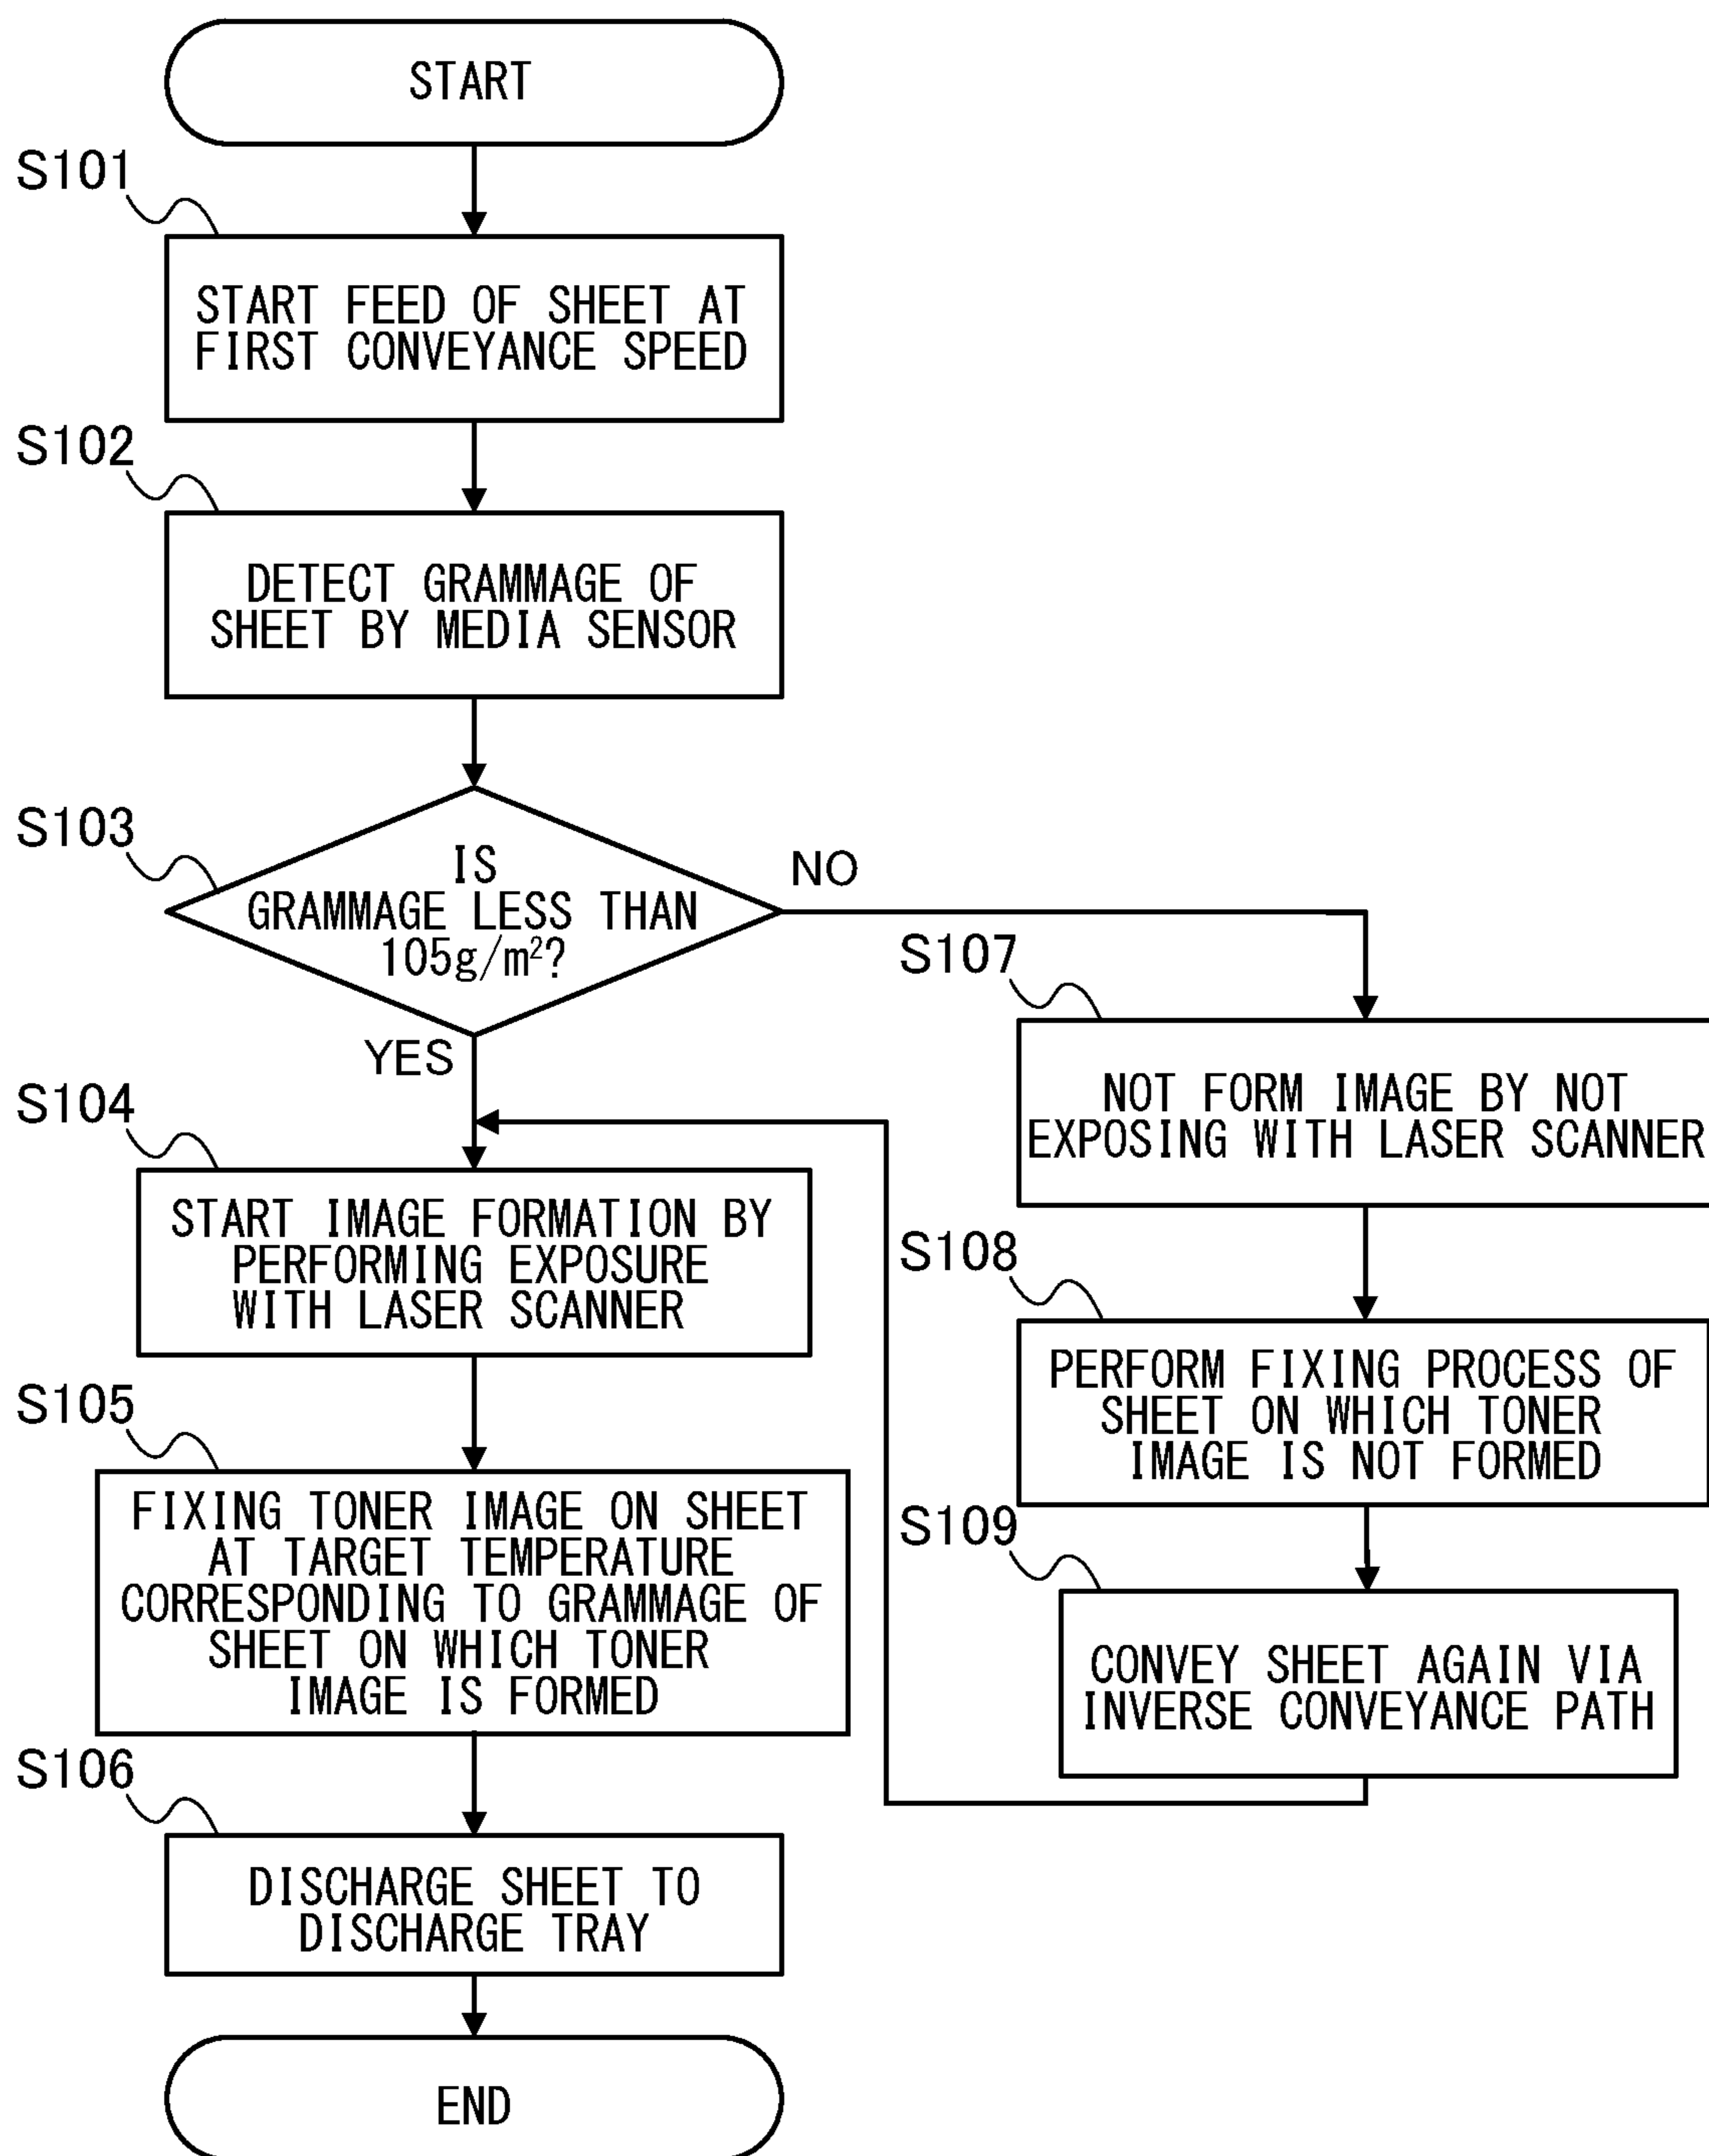 START
S101
START FEED OF SHEET AT
FIRST CONVEYANCE SPEED
S102
DETECT GRAMMAGE OF
SHEET BY MEDIA SENSOR
S103
IS
GRAMMAGE LESS THAN
105g/m²?
NO
YES
S104
START IMAGE FORMATION BY
PERFORMING EXPOSURE
WITH LASER SCANNER
S105
FIXING TONER IMAGE ON SHEET
AT TARGET TEMPERATURE
CORRESPONDING TO GRAMMAGE OF
SHEET ON WHICH TONER
IMAGE IS FORMED
S106
DISCHARGE SHEET TO
DISCHARGE TRAY
END
S107
NOT FORM IMAGE BY NOT
EXPOSING WITH LASER SCANNER
S108
PERFORM FIXING PROCESS OF
SHEET ON WHICH TONER
IMAGE IS NOT FORMED
S109
CONVEY SHEET AGAIN VIA
INVERSE CONVEYANCE PATH